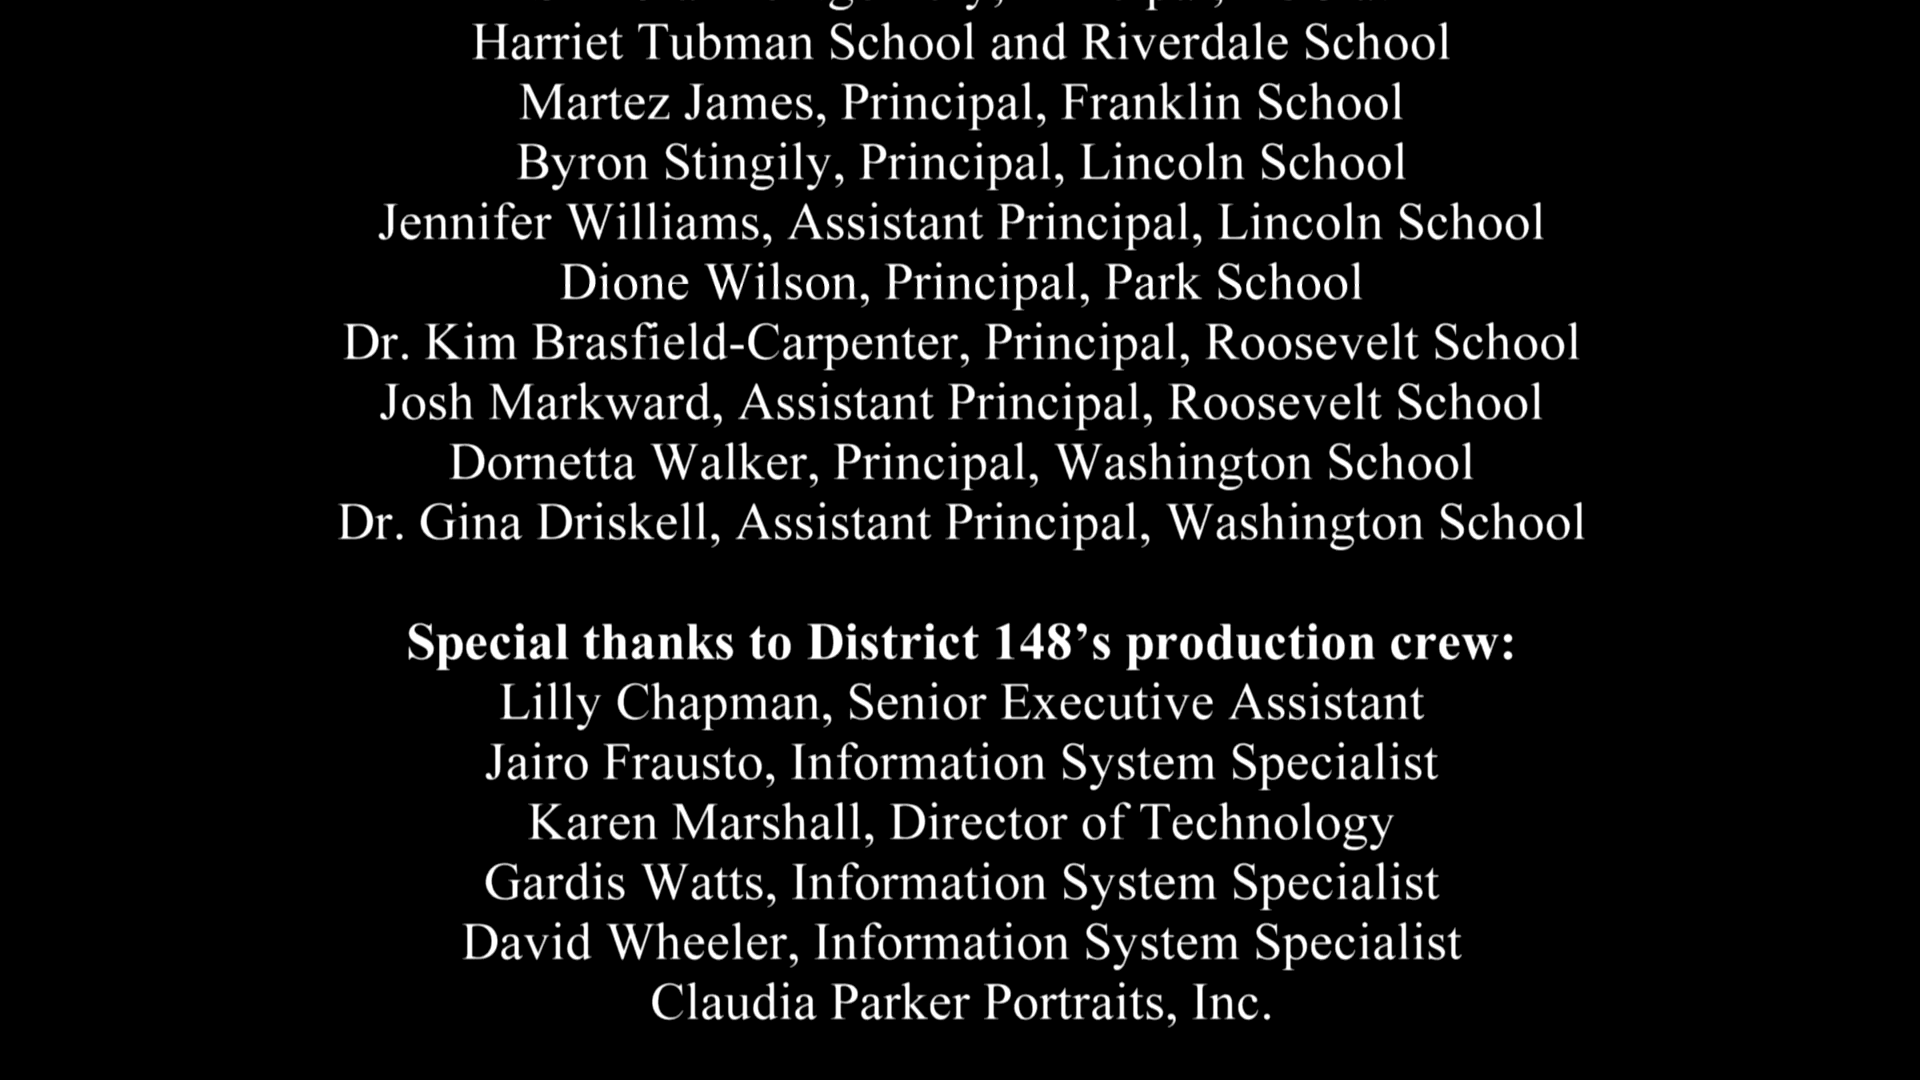 Harriet Tubman School and Riverdale School
Martez James, Principal, Franklin School
Byron Stingily, Principal, Lincoln School
Jennifer Williams, Assistant Principal, Lincoln School
Dione Wilson, Principal, Park School
Dr. Kim Brasfield-Carpenter, Principal, Roosevelt School
Josh Markward, Assistant Principal, Roosevelt School
Dornetta Walker, Principal, Washington School
Dr. Gina Driskell, Assistant Principal, Washington School
Special thanks to District 148’s production crew:
Lilly Chapman, Senior Executive Assistant
Jairo Frausto, Information System Specialist
Karen Marshall, Director of Technology
Gardis Watts, Information System Specialist
David Wheeler, Information System Specialist
Claudia Parker Portraits, Inc.